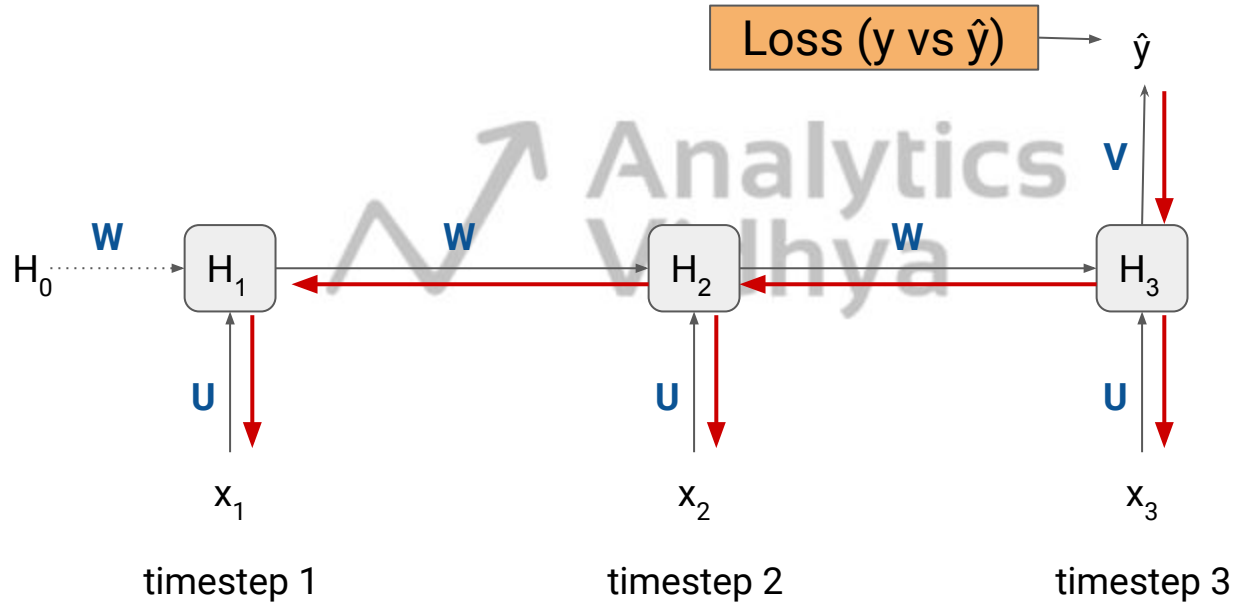 Loss (y vs ŷ)
ŷ
Analytics
Vidhya
V
W
W
W
H₀
H₁
H₂
H₃
U
U
U
x₁
x₂
x₃
timestep 1
timestep 2
timestep 3